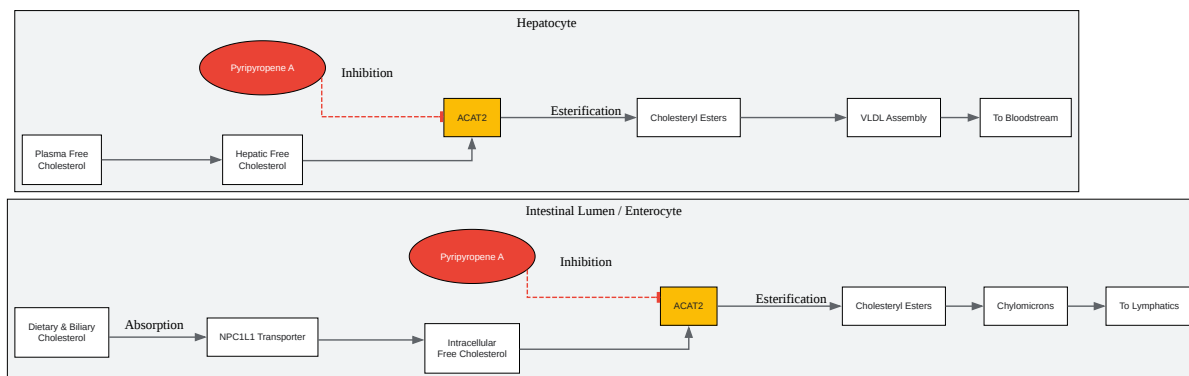 Hepatocyte
Pyripyropene A
Inhibition
ACAT2
Esterification
Cholesteryl Esters
VLDL Assembly
To Bloodstream
Plasma Free
Cholesterol
Hepatic Free
Cholesterol
Intestinal Lumen / Enterocyte
Pyripyropene A
Inhibition
ACAT2
Esterification
Cholesteryl Esters
Chylomicrons
To Lymphatics
Dietary & Biliary
Cholesterol
Absorption
NPC1L1 Transporter
Intracellular
Free Cholesterol